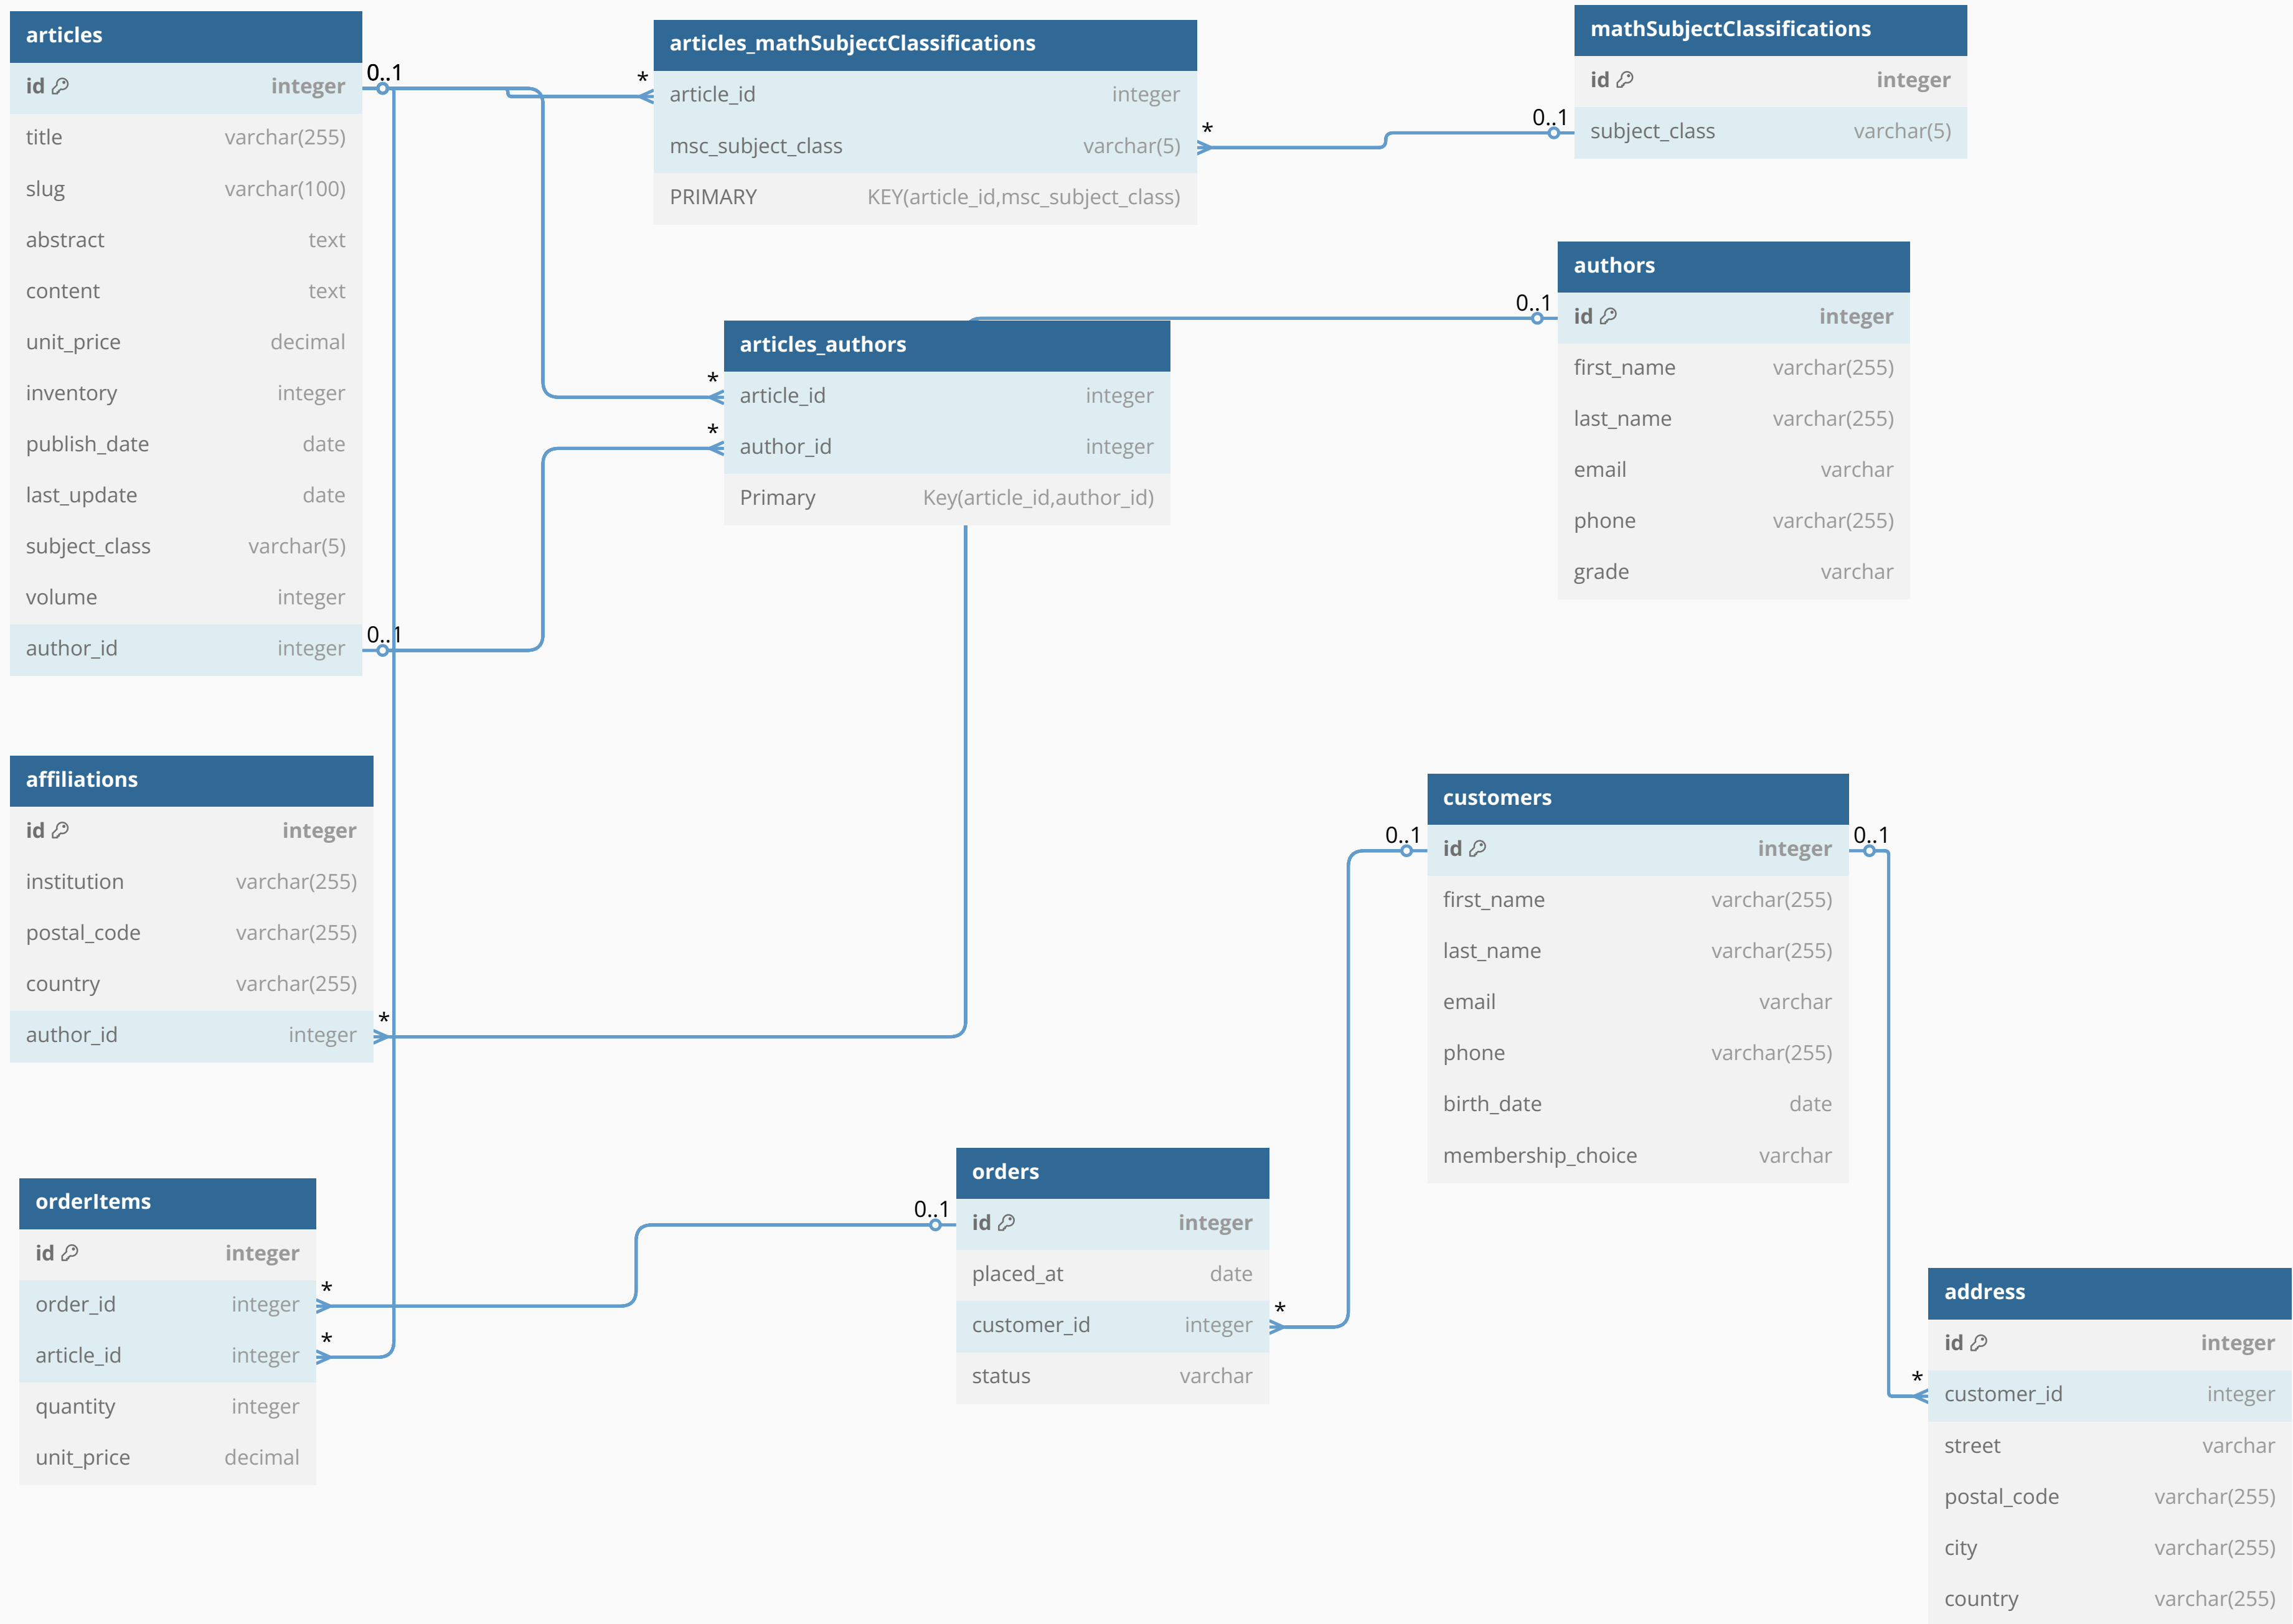 articles
id integer
title varchar(255)
slug varchar(100)
abstract text
content text
unit_price decimal
inventory integer
publish_date date
last_update date
subject_class varchar(5)
volume integer
author_id integer
0..1
0..1
articles_mathSubjectClassifications
* article_id integer
msc_subject_class varchar(5) *
PRIMARY KEY(article_id,msc_subject_class)
mathSubjectClassifications
id integer
0..1 subject_class varchar(5)
articles_authors
* article_id integer
* author_id integer
Primary Key(article_id,author_id)
authors
0..1 id integer
first_name varchar(255)
last_name varchar(255)
email varchar
phone varchar(255)
grade varchar
affiliations
id integer
institution varchar(255)
postal_code varchar(255)
country varchar(255)
author_id integer *
customers
0..1 id integer 0..1
first_name varchar(255)
last_name varchar(255)
email varchar
phone varchar(255)
birth_date date
membership_choice varchar
orderItems
id integer
order_id integer *
article_id integer *
quantity integer
unit_price decimal
orders
0..1 id integer
placed_at date
customer_id integer *
status varchar
address
id integer
* customer_id integer
street varchar
postal_code varchar(255)
city varchar(255)
country varchar(255)